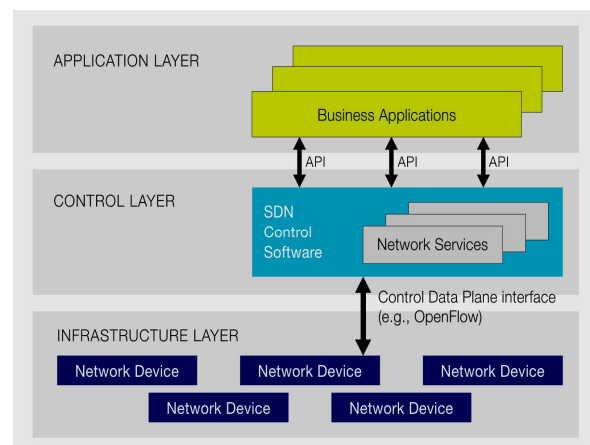 APPLICATION LAYER
Business Applications
API
API
API
CONTROL LAYER
SDN
Control
Software
Network Services
Control Data Plane interface
(e.g., OpenFlow)
INFRASTRUCTURE LAYER
Network Device
Network Device
Network Device
Network Device
Network Device